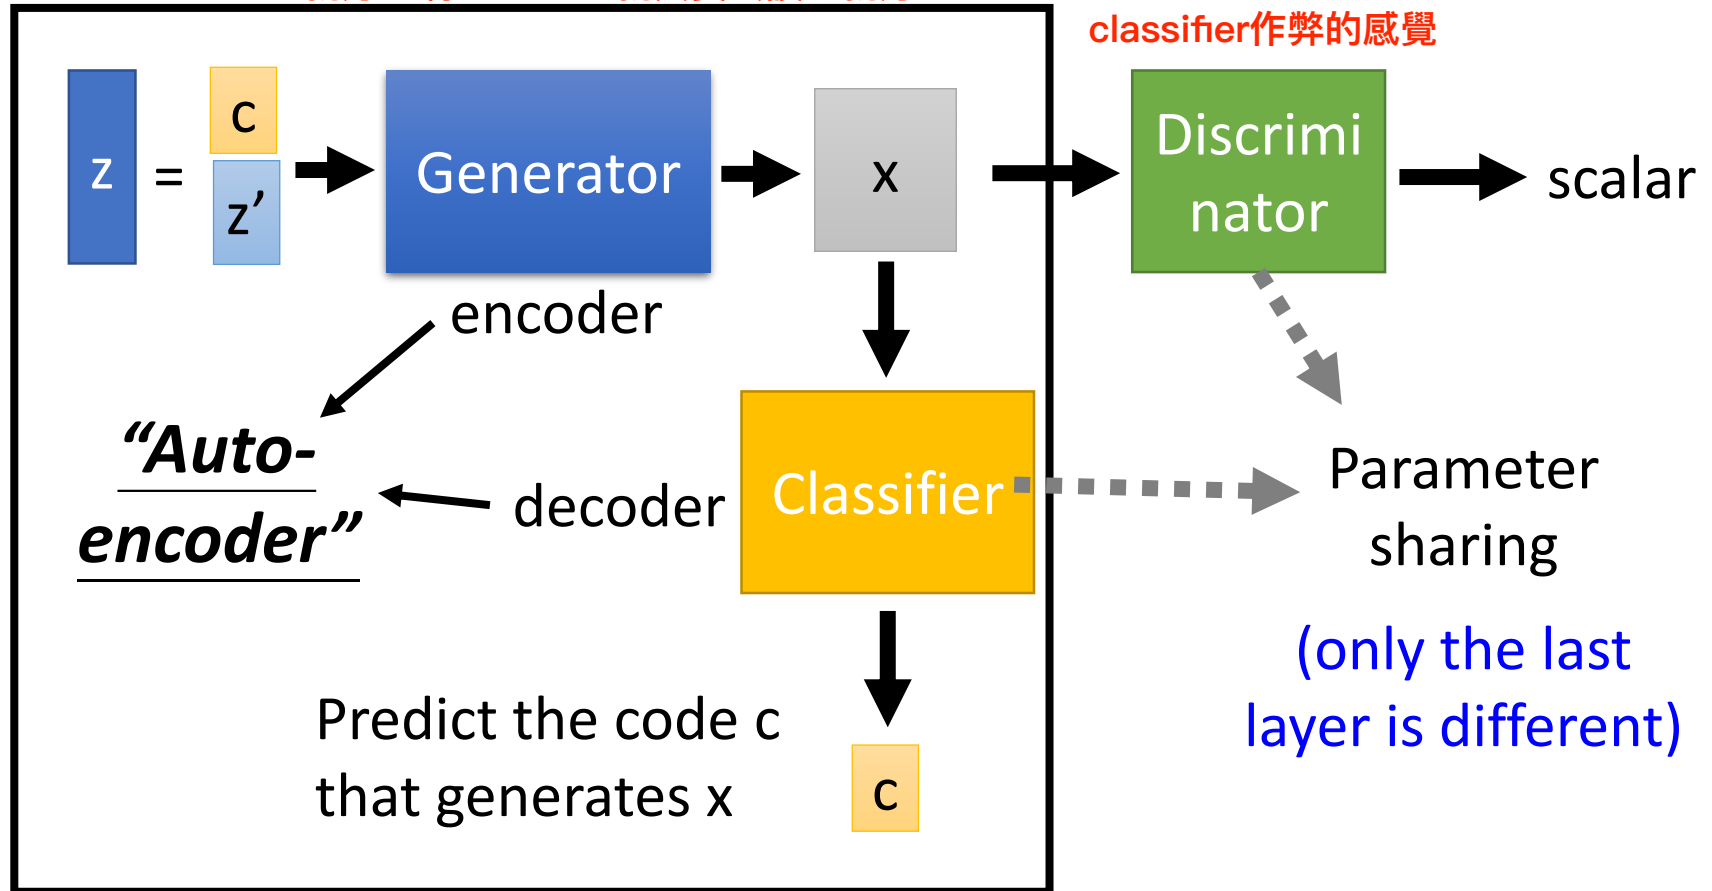 classifier作弊的感覺
z = c
z’
Generator
x
Discrimi
nator
scalar
encoder
“Auto-
encoder”
decoder
Classifier
Parameter
sharing
(only the last
layer is different)
Predict the code c
that generates x
c